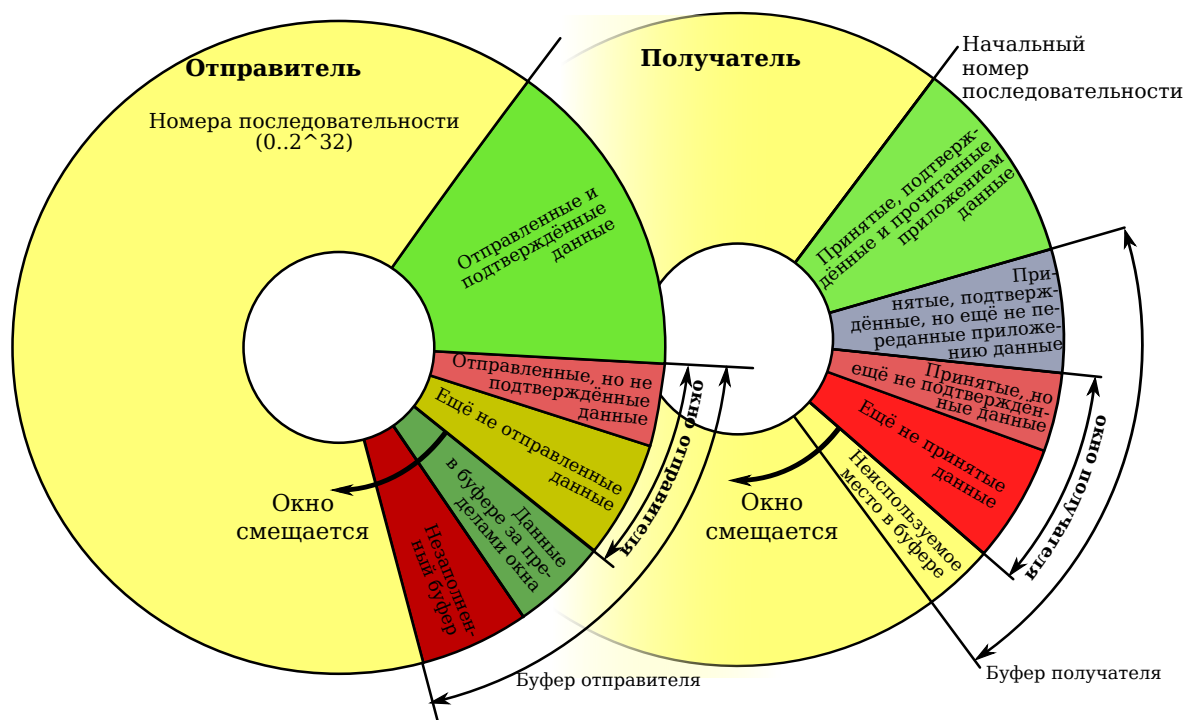 Отправитель
Номера последовательности
(0..2^32)
Отправленные и
подтверждённые
данные
Отправленные, но не
подтверждённые
данные
Ещё не отправленные
данные
Данные
в буфере за пре-
делами окна
Незаполнен-
ный буфер
Окно
смещается
окно отправителя
Буфер отправителя
Получатель
Начальный
номер
последовательности
Принятые, подтверж-
дённые и прочитанные
приложением
данные
При-
нятые, подтверж-
дённые, но ещё не пе-
реданные приложе-
нию данные
Принятые, но
ещё не подтверждён-
ные данные
Ещё не принятые
данные
Неиспользуемое
место в буфере
Окно
смещается
окно получателя
Буфер получателя